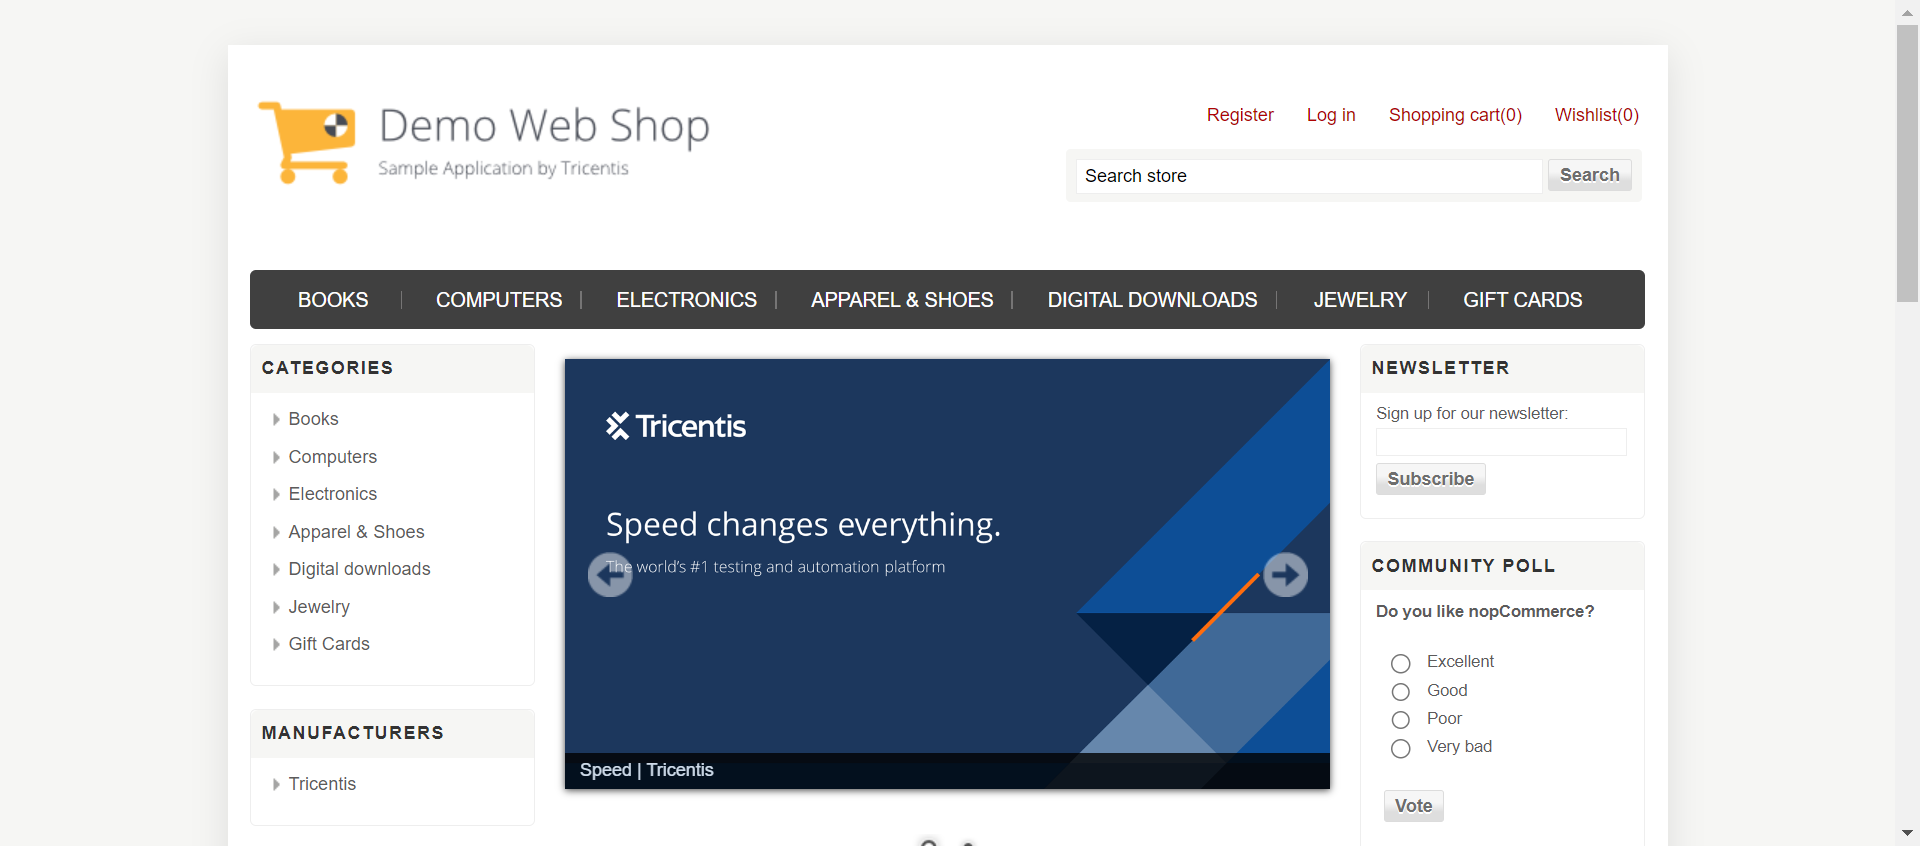 Demo Web Shop
Sample Application by Tricentis
Register Log in Shopping cart(0) Wishlist(0)
Search store Search
BOOKS COMPUTERS ELECTRONICS APPAREL & SHOES DIGITAL DOWNLOADS JEWELRY GIFT CARDS
CATEGORIES
Books
Computers
Electronics
Apparel & Shoes
Digital downloads
Jewelry
Gift Cards
MANUFACTURERS
Tricentis
Tricentis
Speed changes everything.
The world's #1 testing and automation platform
Speed | Tricentis
NEWSLETTER
Sign up for our newsletter:
Subscribe
COMMUNITY POLL
Do you like nopCommerce?
Excellent
Good
Poor
Very bad
Vote